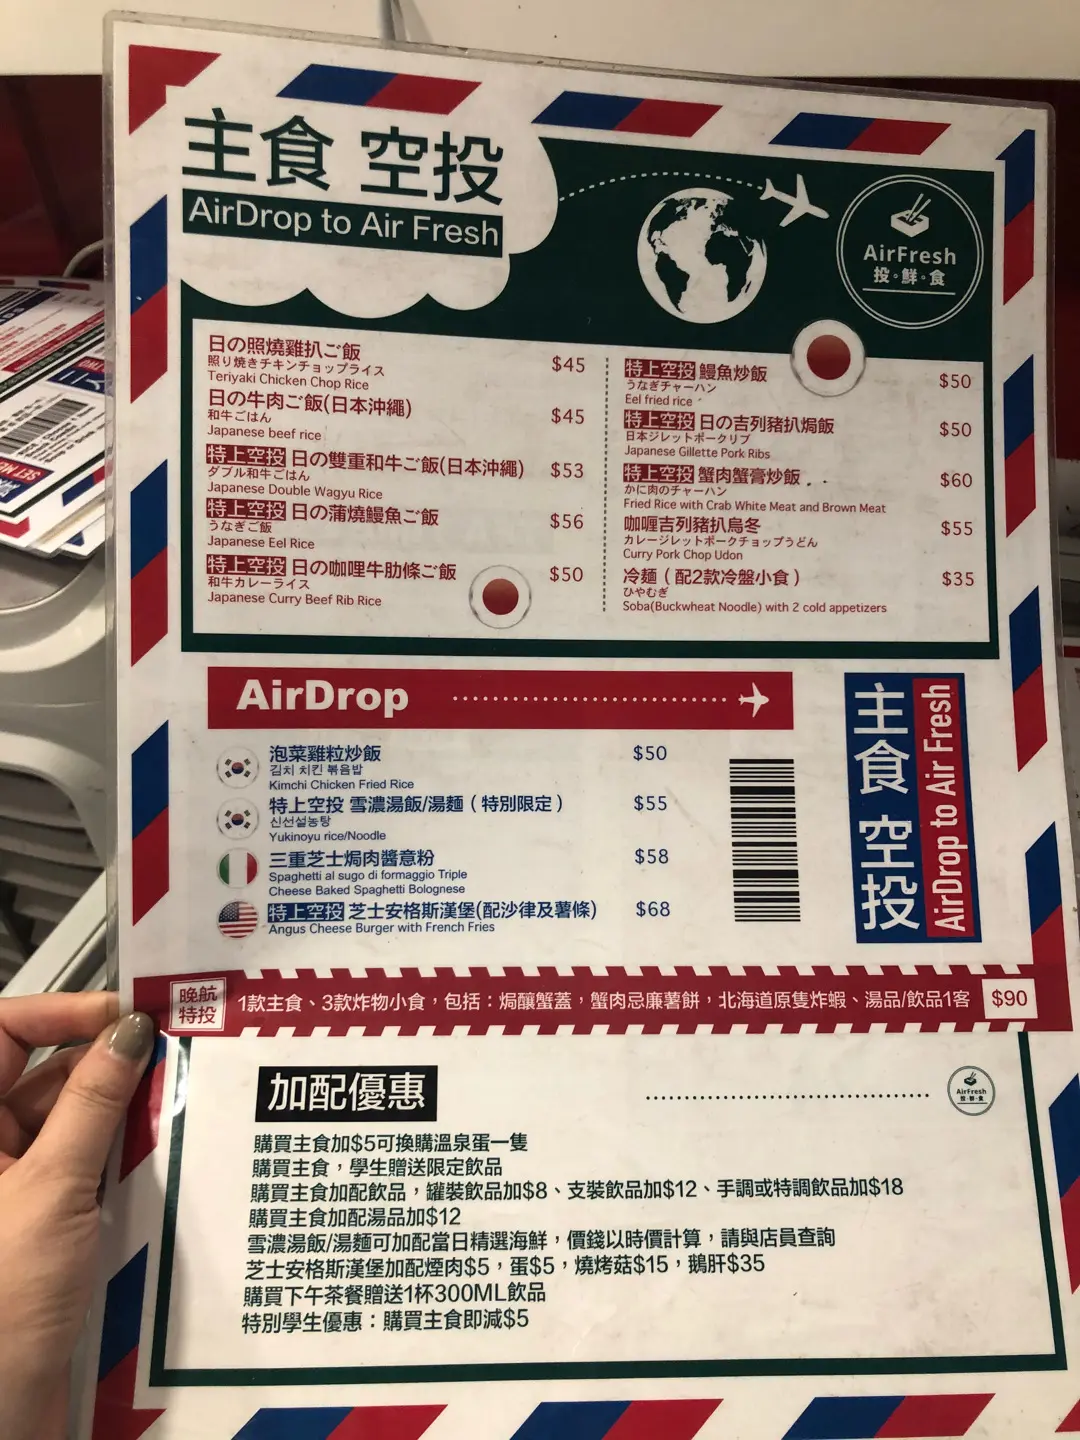 主食 空投
AirDrop to Air Fresh
AirFresh
投·鮮·食
日の照燒雞扒ご飯 $45
照り焼きチキンチョップライス
Teriyaki Chicken Chop Rice
日の牛肉ご飯(日本沖繩) $45
和牛ごはん
Japanese beef rice
特上空投 日の雙重和牛ご飯(日本沖繩) $53
ダブル和牛ごはん
Japanese Double Wagyu Rice
特上空投 日の蒲燒鰻魚ご飯 $56
うなぎご飯
Japanese Eel Rice
特上空投 日の咖哩牛肋條ご飯 $50
和牛カレーライス
Japanese Curry Beef Rib Rice
特上空投 鰻魚炒飯 $50
うなぎチャーハン
Eel fried rice
特上空投 日の吉列豬扒焗飯 $50
日本ジレットポークリブ
Japanese Gillette Pork Ribs
特上空投 蟹肉蟹膏炒飯 $60
かに肉のチャーハン
Fried Rice with Crab White Meat and Brown Meat
咖喱吉列豬扒烏冬 $55
カレージレットポークチョップうどん
Curry Pork Chop Udon
冷麵（配2款冷盤小食） $35
ひやむぎ
Soba(Buckwheat Noodle) with 2 cold appetizers
AirDrop
泡菜雞粒炒飯 $50
김치 치킨 볶음밥
Kimchi Chicken Fried Rice
特上空投 雪濃湯飯/湯麵（特別限定） $55
신선설농탕
Yukinoyu rice/Noodle
三重芝士焗肉醬意粉 $58
Spaghetti al sugo di formaggio Triple
Cheese Baked Spaghetti Bolognese
特上空投 芝士安格斯漢堡(配沙律及薯條) $68
Angus Cheese Burger with French Fries
主食 空投
AirDrop to Air Fresh
晚航
特投
1款主食、3款炸物小食，包括：焗釀蟹蓋，蟹肉忌廉薯餅，北海道原隻炸蝦、湯品/飲品1客 $90
加配優惠
AirFresh
投·鮮·食
購買主食加$5可換購溫泉蛋一隻
購買主食，學生贈送限定飲品
購買主食加配飲品，罐裝飲品加$8、支裝飲品加$12、手調或特調飲品加$18
購買主食加配湯品加$12
雪濃湯飯/湯麵可加配當日精選海鮮，價錢以時價計算，請與店員查詢
芝士安格斯漢堡加配煙肉$5，蛋$5，燒烤菇$15，鵝肝$35
購買下午茶餐贈送1杯300ML飲品
特別學生優惠：購買主食即減$5